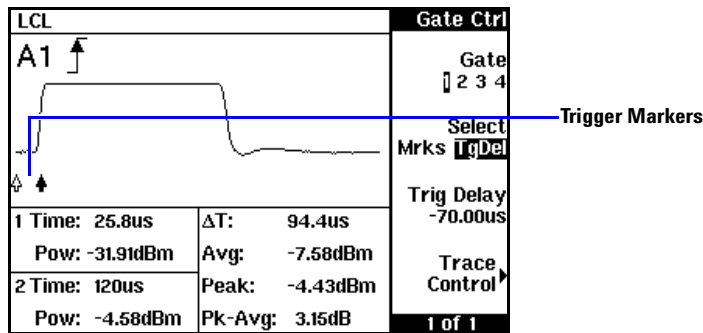 LCL
Gate Ctrl
A1
Gate
1 2 3 4
Trigger Markers
Select
Mrks TgDel
Trig Delay
-70.00us
Trace
Control
1 Time: 25.8us
Pow: -31.91dBm
2 Time: 120us
Pow: -4.58dBm
ΔT: 94.4us
Avg: -7.58dBm
Peak: -4.43dBm
Pk-Avg: 3.15dB
1 of 1